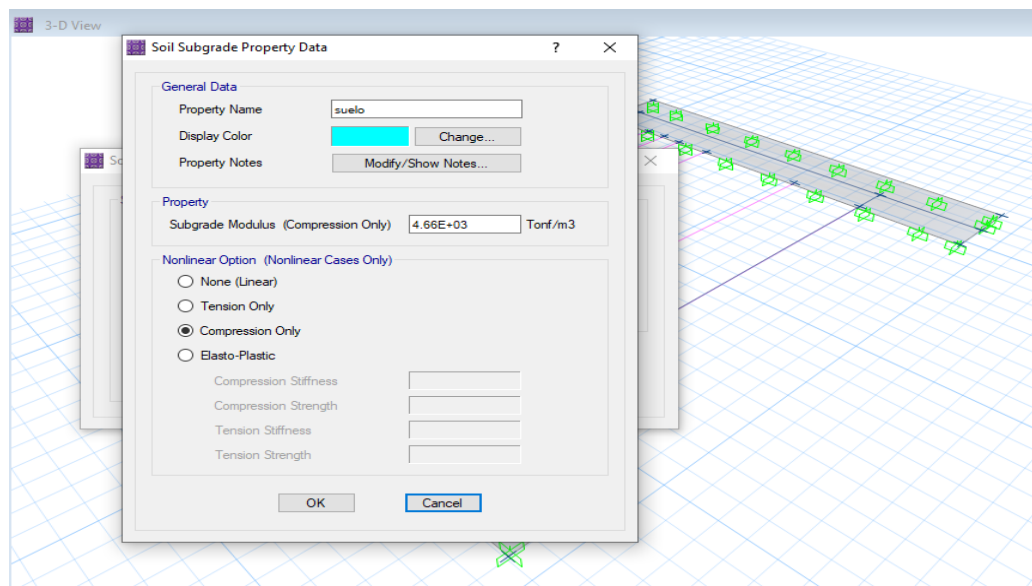 3-D View
Soil Subgrade Property Data
?
General Data
Property Name
suelo
Display Color
Change...
Property Notes
Modify/Show Notes...
So
Property
Subgrade Modulus (Compression Only)
4.66E+03
Tonf/m3
Nonlinear Option (Nonlinear Cases Only)
None (Linear)
Tension Only
Compression Only
Elasto-Plastic
Compression Stiffness
Compression Strength
Tension Stiffness
Tension Strength
OK
Cancel